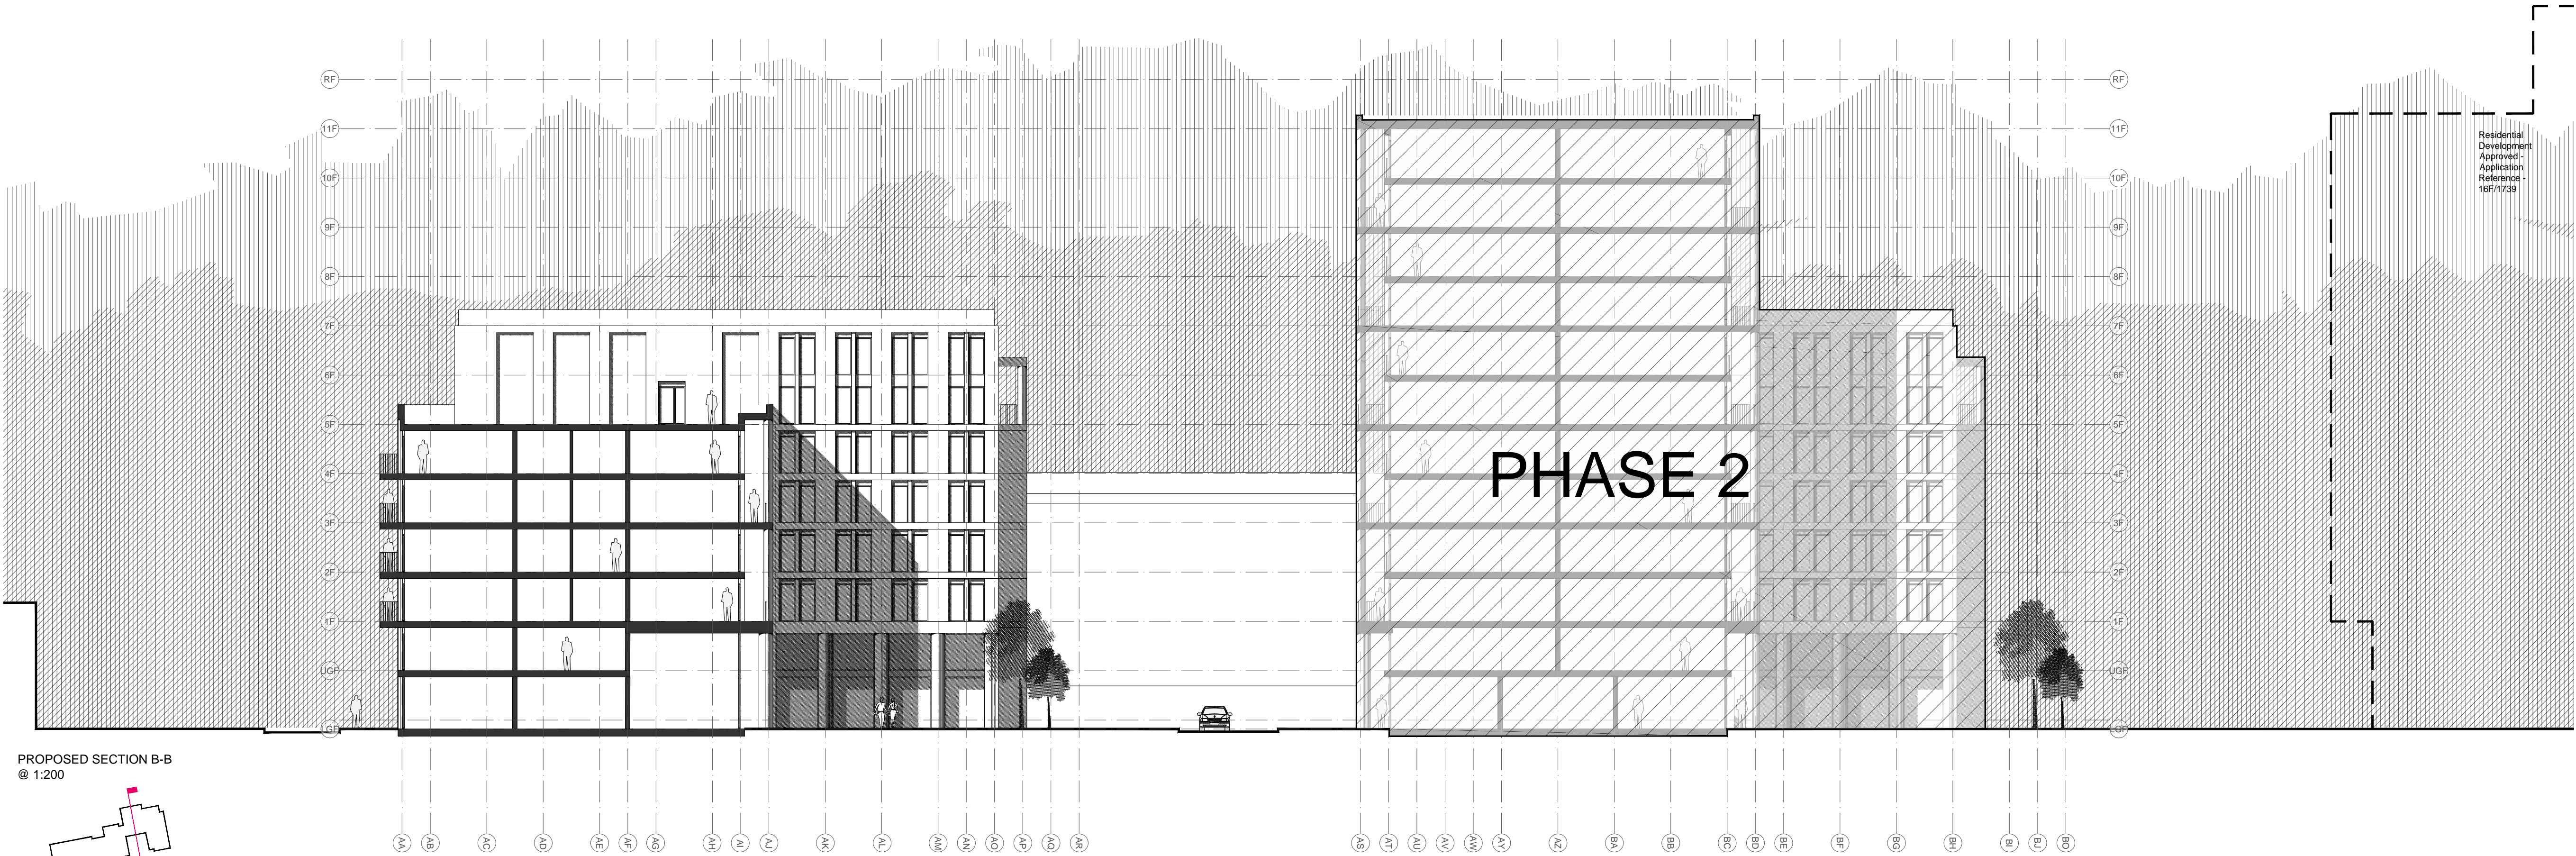 RF
RF
11F
11F
Residential
Development
Approved -
Application
Reference -
16F/1739
10F
10F
9F
9F
8F
8F
7F
7F
6F
6F
5F
5F
4F
4F
PHASE 2
3F
3F
2F
2F
1F
1F
UGF
UGF
LGF
LGF
PROPOSED SECTION B-B
@ 1:200
AA
AB
AC
AD
AE
AF
AG
AH
AI
AJ
AK
AL
AM
AN
AO
AP
AQ
AR
AS
AT
AU
AV
AW
AY
AZ
BA
BB
BC
BD
BE
BF
BG
BH
BI
BJ
BO